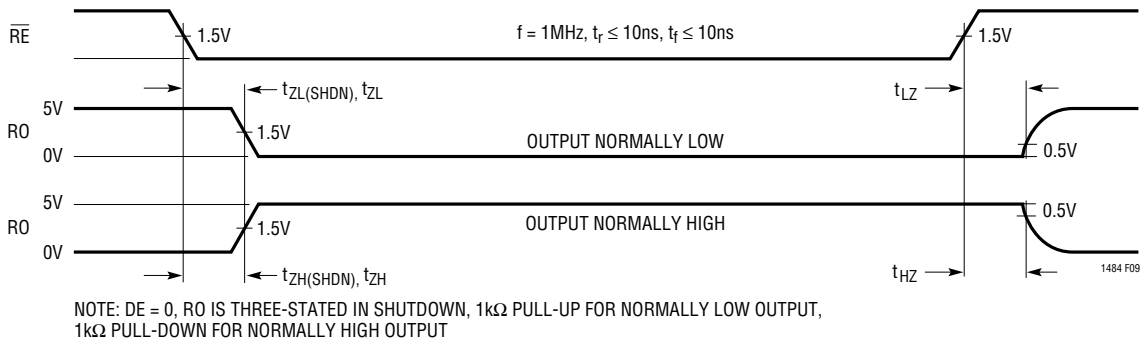 RE 1.5V f = 1MHz, tr ≤ 10ns, tf ≤ 10ns 1.5V
tZL(SHDN), tZL tLZ
5V
RO 1.5V OUTPUT NORMALLY LOW
0V 0.5V
5V
RO 1.5V OUTPUT NORMALLY HIGH 0.5V
0V
tZH(SHDN), tZH tHZ
1484 F09
NOTE: DE = 0, RO IS THREE-STATED IN SHUTDOWN, 1kΩ PULL-UP FOR NORMALLY LOW OUTPUT,
1kΩ PULL-DOWN FOR NORMALLY HIGH OUTPUT